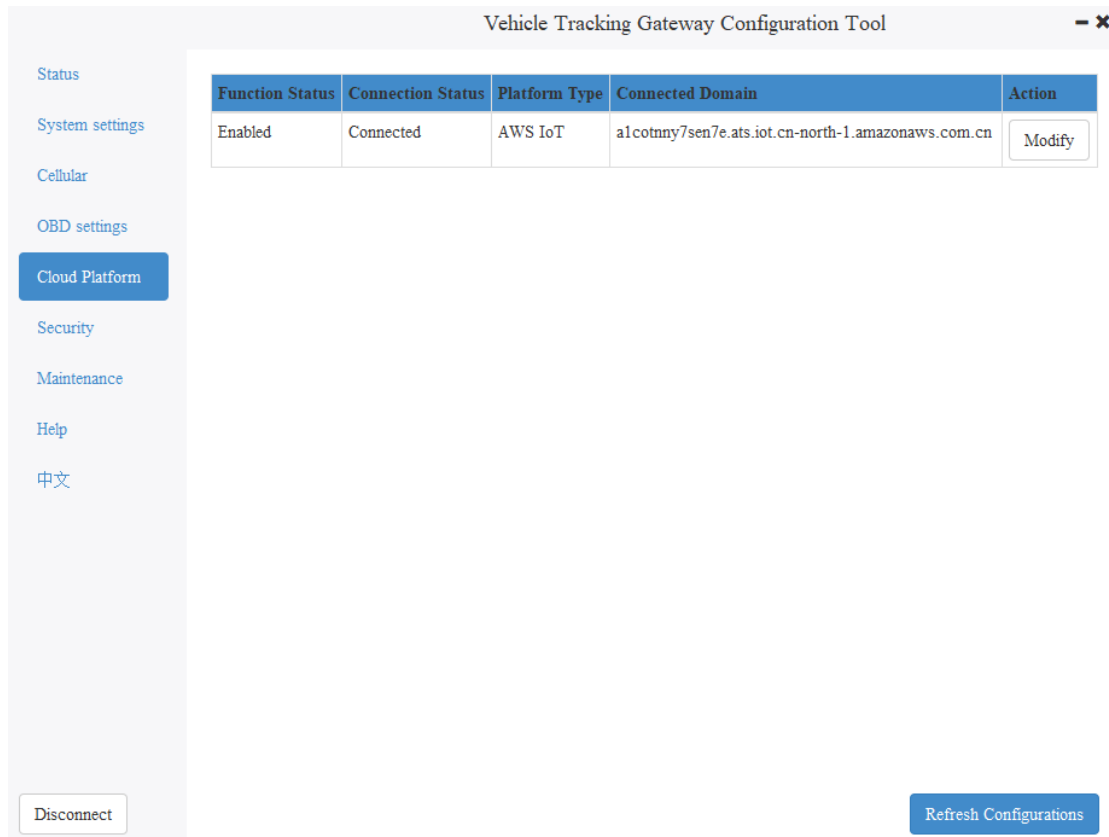 Vehicle Tracking Gateway Configuration Tool
Status
System settings
Cellular
OBD settings
Cloud Platform
Security
Maintenance
Help
中文
Function Status Connection Status Platform Type Connected Domain Action
Enabled Connected AWS IoT a1cotnny7sen7e.ats.iot.cn-north-1.amazonaws.com.cn Modify
Disconnect
Refresh Configurations